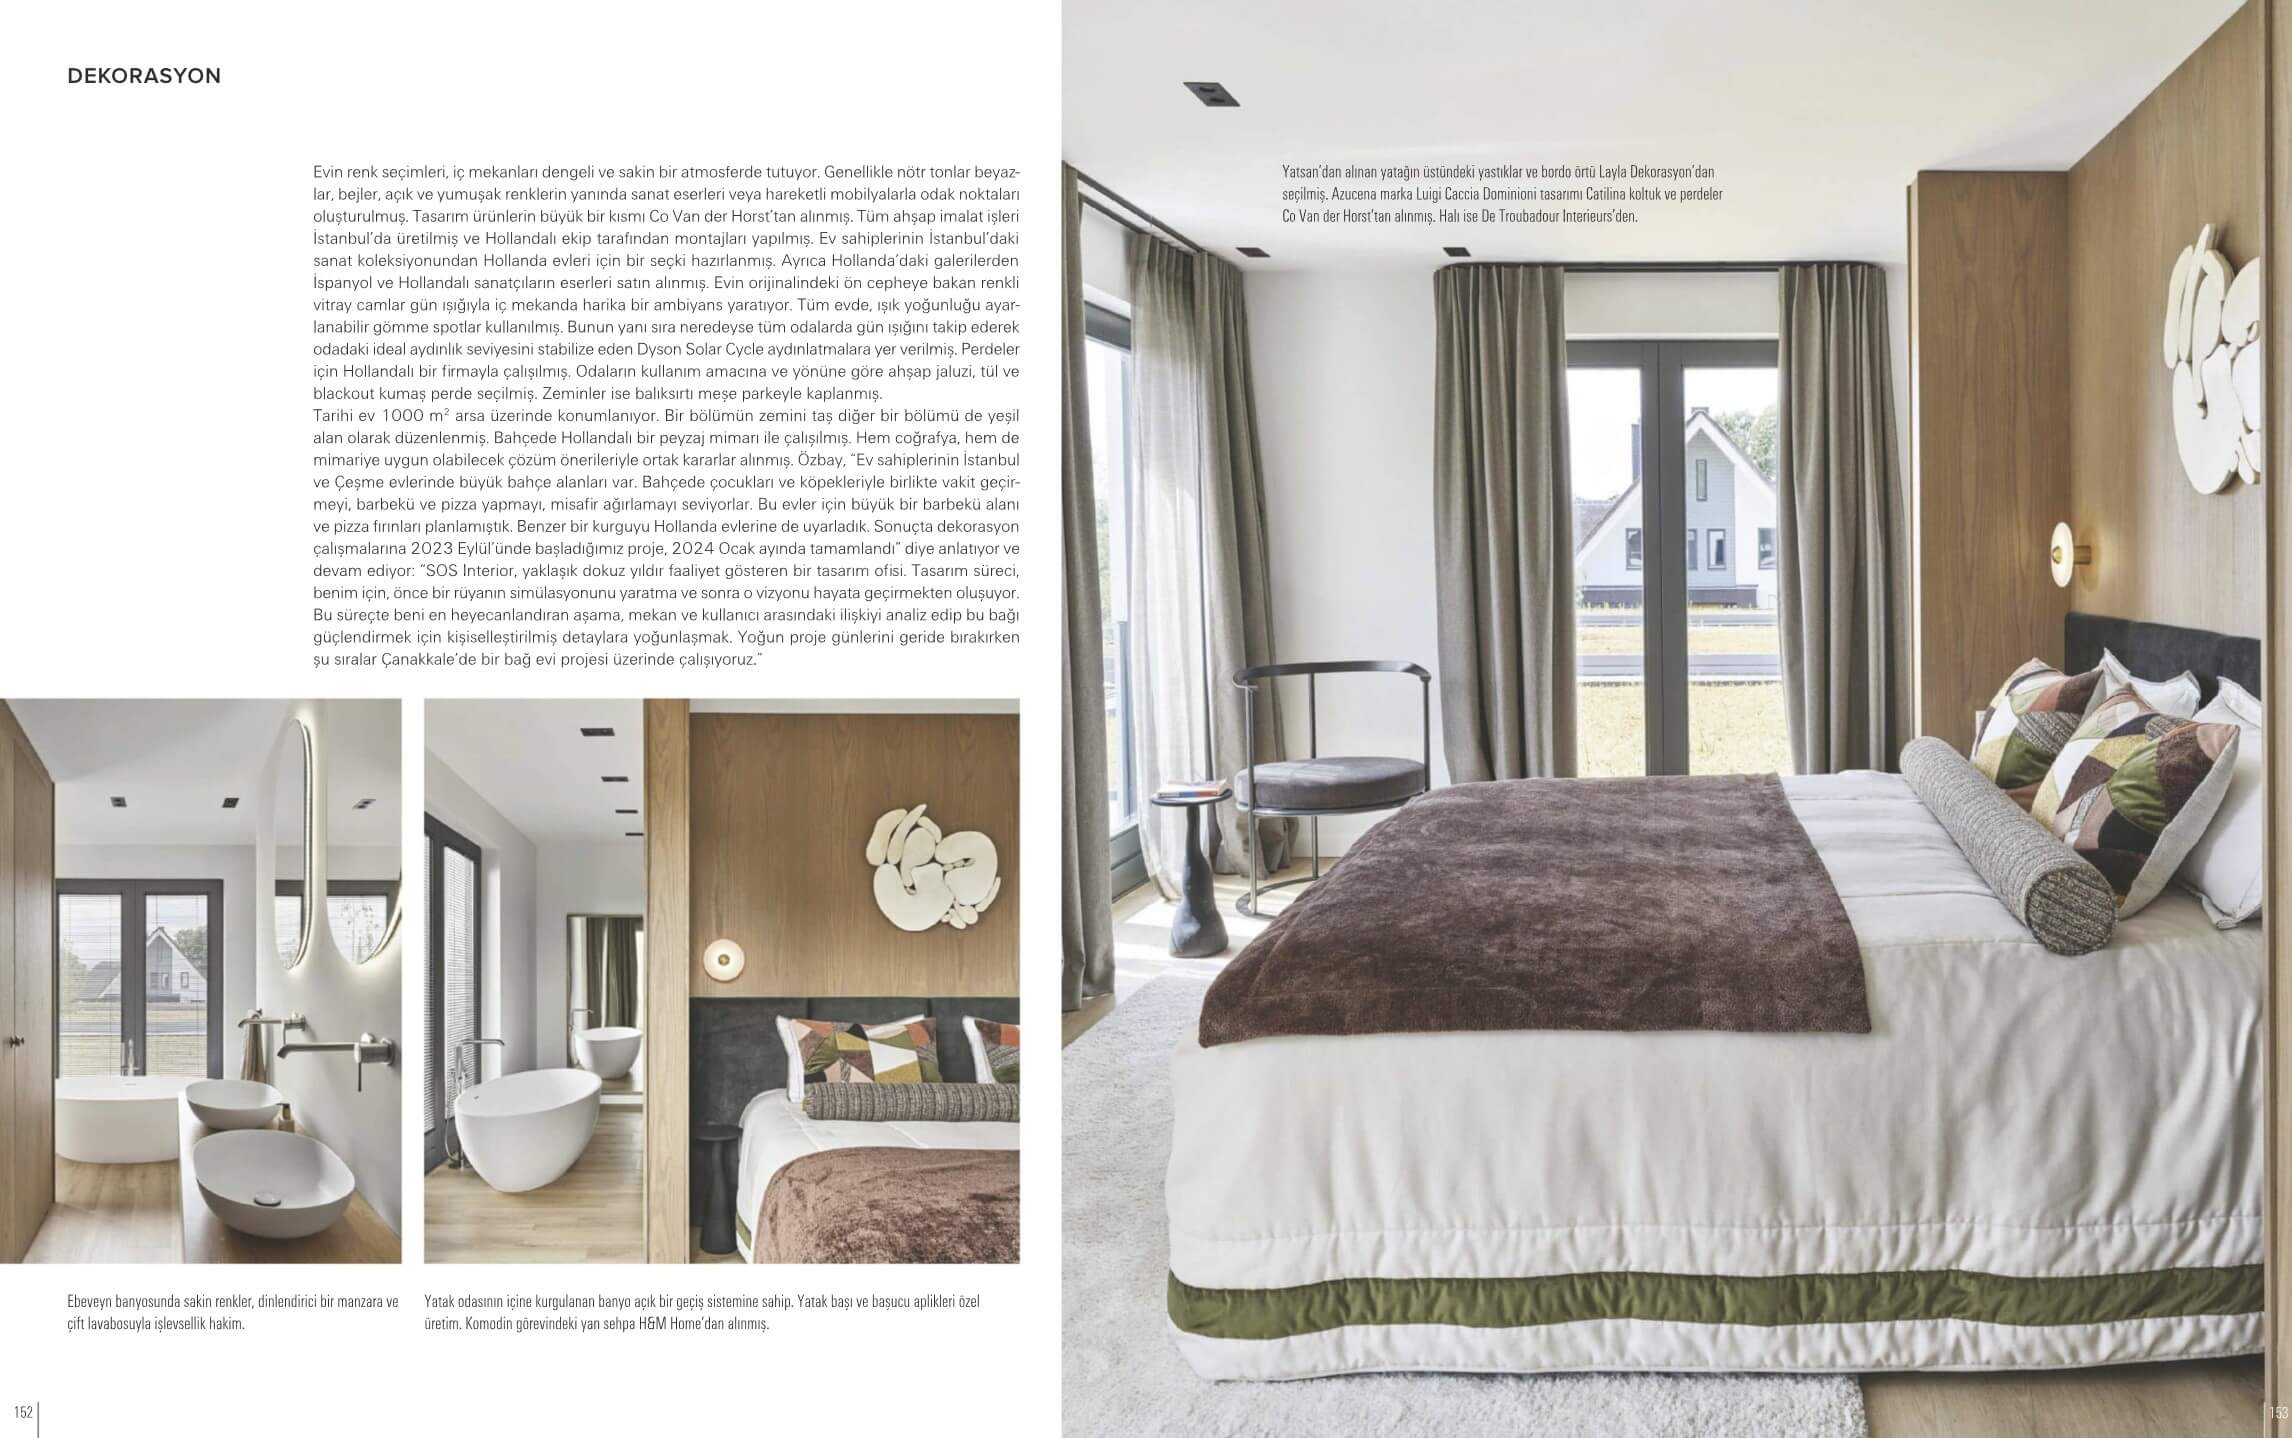 DEKORASYON
Evin renk seçimleri, iç mekanları dengeli ve sakin bir atmosferde tutuyor. Genellikle nötr tonlar beyaz-
lar, bejler, açık ve yumuşak renklerin yanında sanat eserleri veya hareketli mobilyalarla odak noktaları
oluşturulmuş. Tasarım ürünlerin büyük bir kısmı Co Van der Horst’tan alınmış. Tüm ahşap imalat işleri
İstanbul’da üretilmiş ve Hollandalı ekip tarafından montajları yapılmış. Ev sahiplerinin İstanbul’daki
sanat koleksiyonundan Hollanda evleri için bir seçki hazırlanmış. Ayrıca Hollanda’daki galerilerden
İspanyol ve Hollandalı sanatçıların eserleri satın alınmış. Evin orijinalindeki ön cepheye bakan renkli
vitray camlar gün ışığıyla iç mekanda harika bir ambiyans yaratıyor. Tüm evde, ışık yoğunluğu ayar-
lanabilir gömme spotlar kullanılmış. Bunun yanı sıra neredeyse tüm odalarda gün ışığını takip ederek
odadaki ideal aydınlık seviyesini stabilize eden Dyson Solar Cycle aydınlatmalara yer verilmiş. Perdeler
için Hollandalı bir firmayla çalışılmış. Odaların kullanım amacına ve yönüne göre ahşap jaluzi, tül ve
blackout kumaş perde seçilmiş. Zeminler ise balıksırtı meşe parkeyle kaplanmış.
Tarihi ev 1000 m² arsa üzerinde konumlanıyor. Bir bölümün zemini taş diğer bir bölümü de yeşil
alan olarak düzenlenmiş. Bahçede Hollandalı bir peyzaj mimarı ile çalışılmış. Hem coğrafya, hem de
mimariye uygun olabilecek çözüm önerileriyle ortak kararlar alınmış. Özbay, “Ev sahiplerinin İstanbul
ve Çeşme evlerinde büyük bahçe alanları var. Bahçede çocukları ve köpekleriyle birlikte vakit geçir-
meyi, barbekü ve pizza yapmayı, misafir ağırlamayı seviyorlar. Bu evler için büyük bir barbekü alanı
ve pizza fırınları planlamıştık. Benzer bir kurguyu Hollanda evlerine de uyarladık. Sonuçta dekorasyon
çalışmalarına 2023 Eylül’ünde başladığımız proje, 2024 Ocak ayında tamamlandı” diye anlatıyor ve
devam ediyor: “SOS Interior, yaklaşık dokuz yıldır faaliyet gösteren bir tasarım ofisi. Tasarım süreci,
benim için, önce bir rüyanın simülasyonunu yaratma ve sonra o vizyonu hayata geçirmekten oluşuyor.
Bu süreçte beni en heyecanlandıran aşama, mekan ve kullanıcı arasındaki ilişkiyi analiz edip bu bağı
güçlendirmek için kişiselleştirilmiş detaylara yoğunlaşmak. Yoğun proje günlerini geride bırakırken
şu sıralar Çanakkale’de bir bağ evi projesi üzerinde çalışıyoruz.”
Ebeveyn banyosunda sakin renkler, dinlendirici bir manzara ve
çift lavabosuyla işlevsellik hakim.
Yatak odasının içine kurgulanan banyo açık bir geçiş sistemine sahip. Yatak başı ve başucu aplikleri özel
üretim. Komodin görevindeki yan sehpa H&M Home’dan alınmış.
152
Yatsan’dan alınan yatağın üstündeki yastıklar ve bordo örtü Layla Dekorasyon’dan
seçilmiş. Azucena marka Luigi Caccia Dominioni tasarımı Catilina koltuk ve perdeler
Co Van der Horst’tan alınmış. Halı ise De Troubadour Interieurs’den.
153